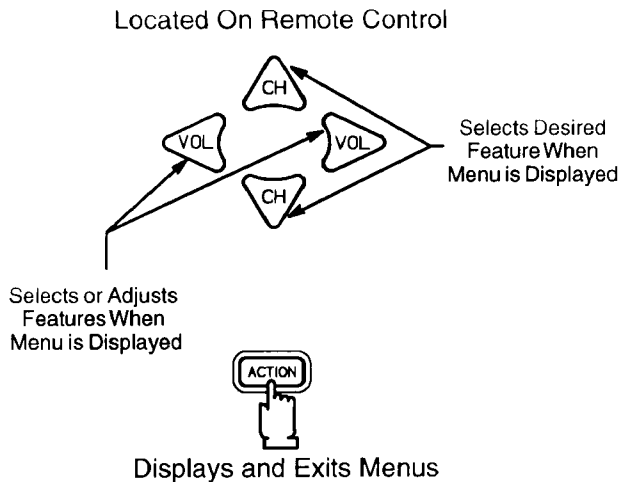 Located On Remote Control
CH
VOL
VOL
CH
Selects Desired
Feature When
Menu is Displayed
Selects or Adjusts
Features When
Menu is Displayed
ACTION
Displays and Exits Menus